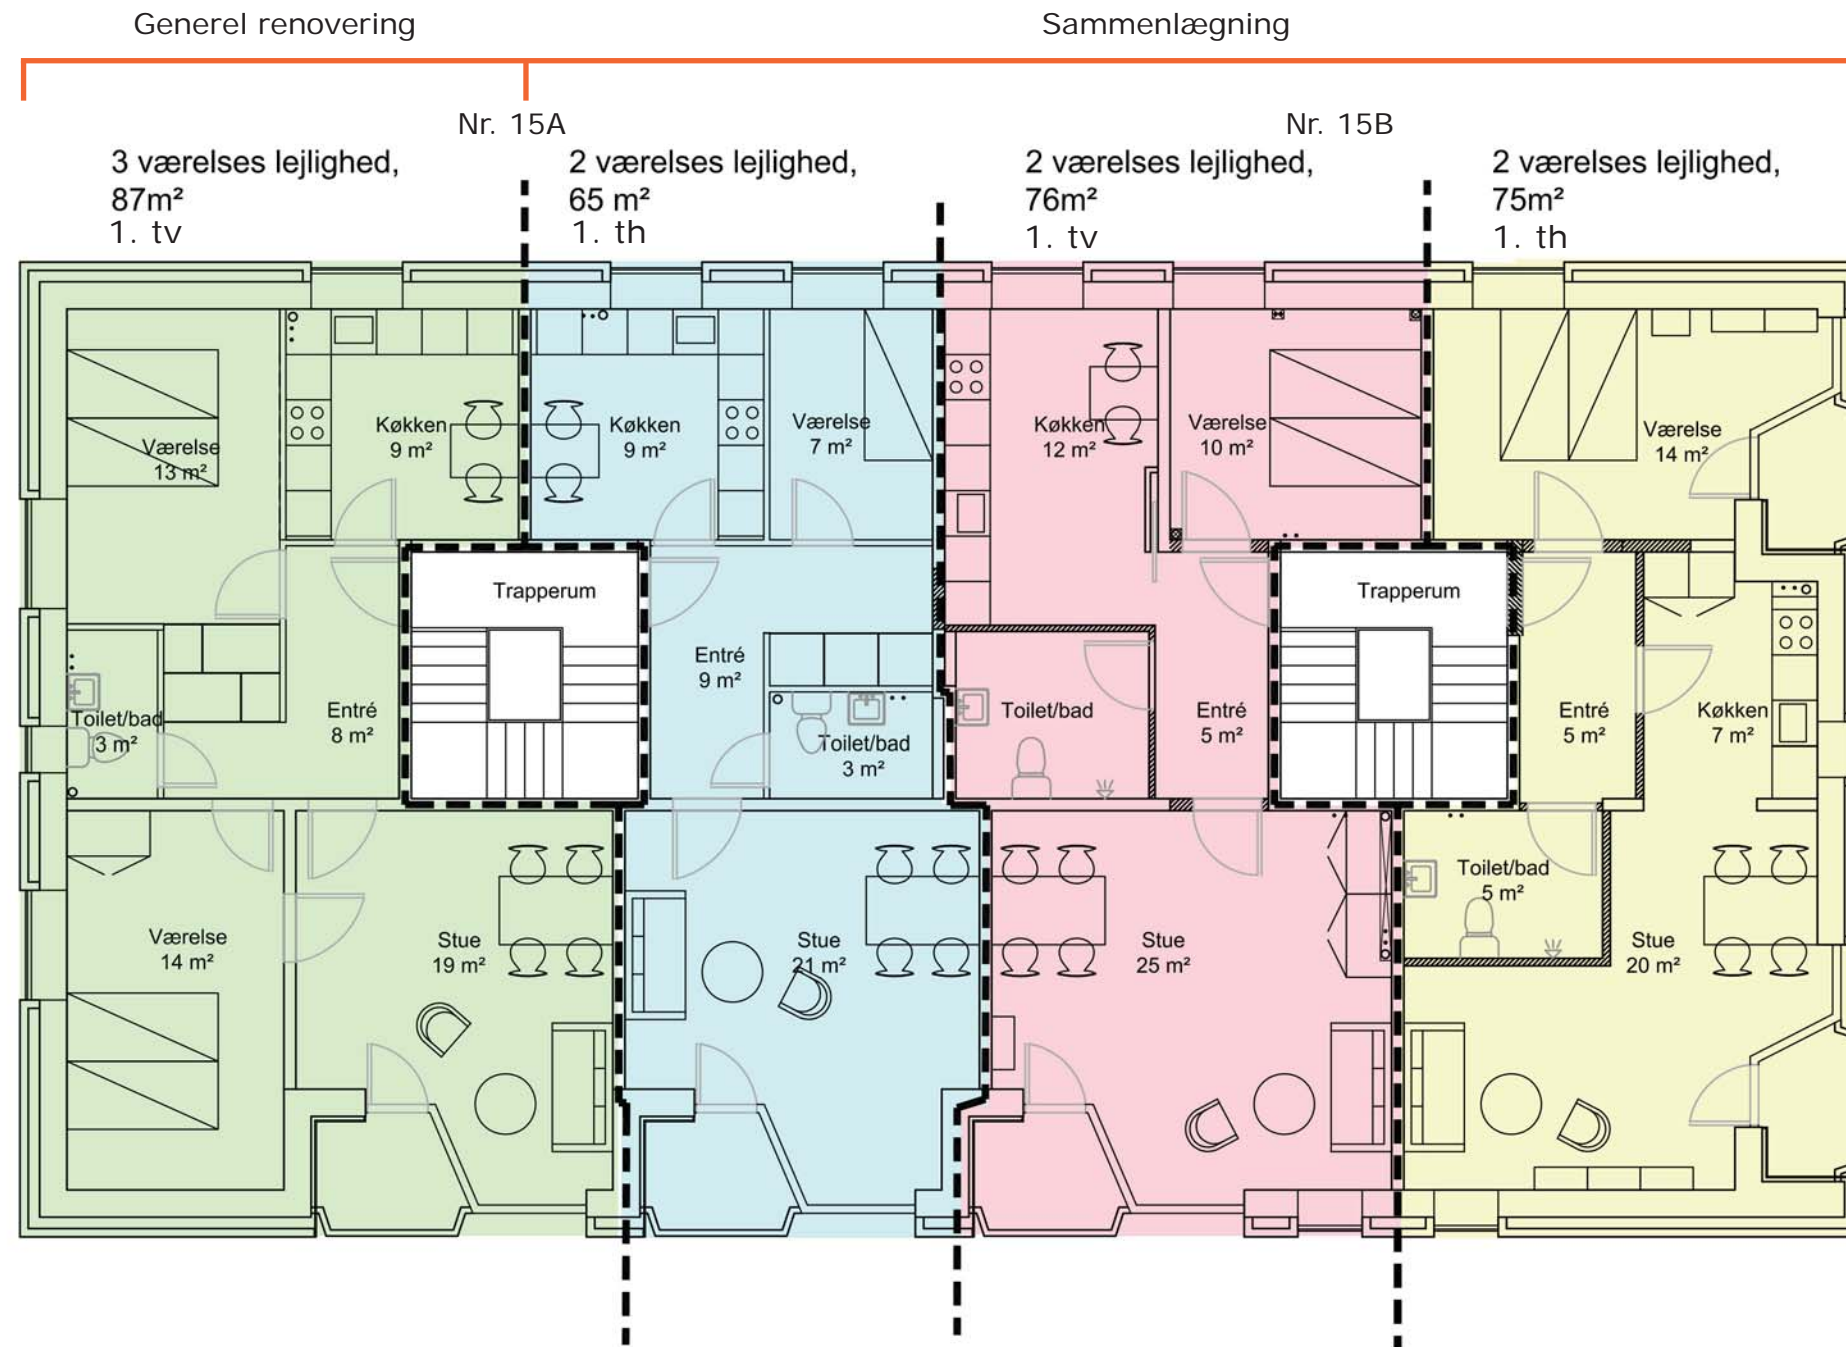 Generel renovering
Sammenlægning
Nr. 15A
Nr. 15B
3 værelses lejlighed,
87m²
1. tv
2 værelses lejlighed,
65 m²
1. th
2 værelses lejlighed,
76m²
1. tv
2 værelses lejlighed,
75m²
1. th
Værelse
13 m²
Køkken
9 m²
Køkken
9 m²
Værelse
7 m²
Køkken
12 m²
Værelse
10 m²
Værelse
14 m²
Trapperum
Trapperum
Toilet/bad
3 m²
Entré
8 m²
Entré
9 m²
Toilet/bad
3 m²
Toilet/bad
Entré
5 m²
Entré
5 m²
Køkken
7 m²
Værelse
14 m²
Stue
19 m²
Stue
21 m²
Stue
25 m²
Toilet/bad
5 m²
Stue
20 m²